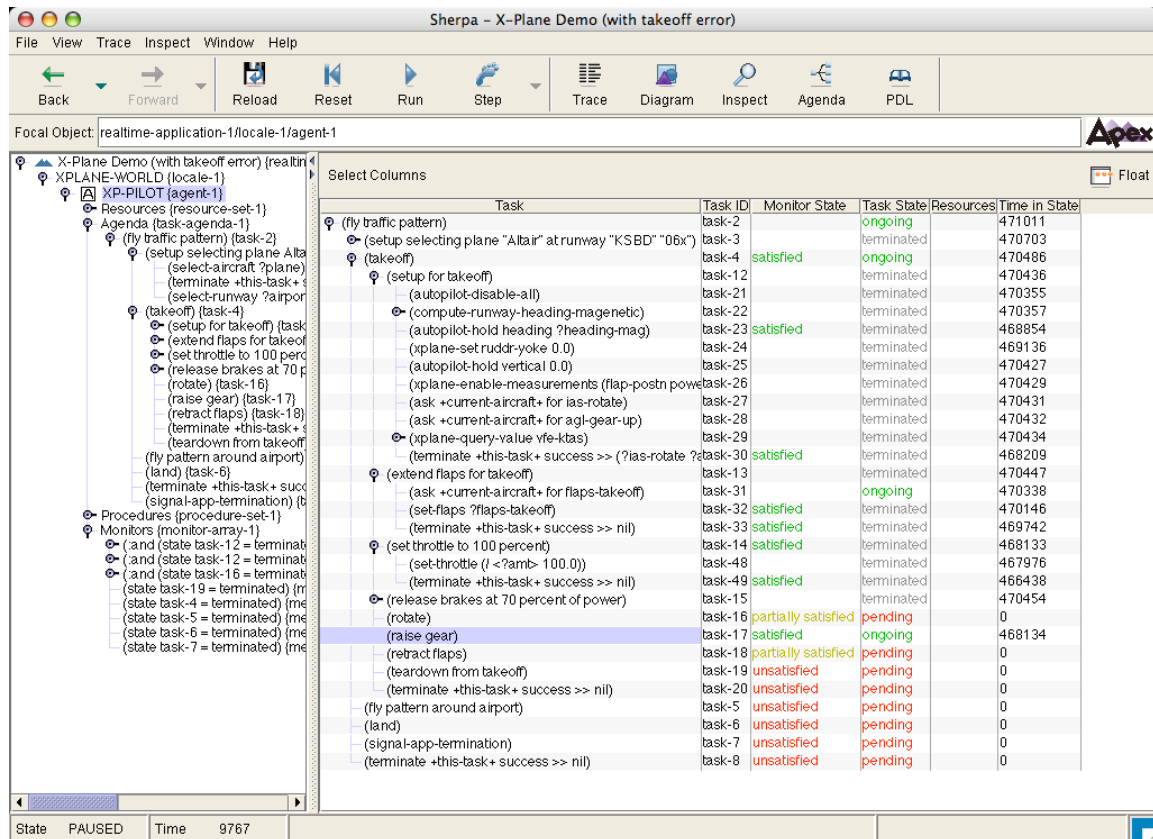 Sherpa – X-Plane Demo (with takeoff error)
File View Trace Inspect Window Help
Back Forward Reload Reset Run Step Trace Diagram Inspect Agenda PDL
Focal Object: realtime-application-1/locale-1/agent-1
Apex
X-Plane Demo (with takeoff error) {realtin
XPLANE-WORLD {locale-1}
A XP-PILOT {agent-1}
Resources {resource-set-1}
Agenda {task-agenda-1}
(fly traffic pattern) {task-2}
(setup selecting plane Alta
(select-aircraft ?plane)
(terminate +this-task+ s
(select-runway ?airpor
(takeoff) {task-4}
(setup for takeoff) {task
(extend flaps for takeof
(set throttle to 100 perc
(release brakes at 70 p
(rotate) {task-16}
(raise gear) {task-17}
(retract flaps) {task-18}
(terminate +this-task+ s
(teardown from takeoff
(fly pattern around airport)
(land) {task-6}
(terminate +this-task+ succ
(signal-app-termination) {t
Procedures {procedure-set-1}
Monitors {monitor-array-1}
(:and (state task-12 = terminat
(:and (state task-12 = terminat
(:and (state task-16 = terminat
(state task-19 = terminated) {m
(state task-4 = terminated) {me
(state task-5 = terminated) {me
(state task-6 = terminated) {me
(state task-7 = terminated) {me
Select Columns Float
Task Task ID Monitor State Task State Resources Time in State
(fly traffic pattern) task-2 ongoing 471011
(setup selecting plane "Altair" at runway "KSBD" "06x") task-3 terminated 470703
(takeoff) task-4 satisfied ongoing 470486
(setup for takeoff) task-12 terminated 470436
(autopilot-disable-all) task-21 terminated 470355
(compute-runway-heading-magenetic) task-22 terminated 470357
(autopilot-hold heading ?heading-mag) task-23 satisfied terminated 468854
(xplane-set ruddr-yoke 0.0) task-24 terminated 469136
(autopilot-hold vertical 0.0) task-25 terminated 470427
(xplane-enable-measurements (flap-postn powe task-26 terminated 470429
(ask +current-aircraft+ for ias-rotate) task-27 terminated 470431
(ask +current-aircraft+ for agl-gear-up) task-28 terminated 470432
(xplane-query-value vfe-ktas) task-29 terminated 470434
(terminate +this-task+ success >> (?ias-rotate ?a task-30 satisfied terminated 468209
(extend flaps for takeoff) task-13 terminated 470447
(ask +current-aircraft+ for flaps-takeoff) task-31 ongoing 470338
(set-flaps ?flaps-takeoff) task-32 satisfied terminated 470146
(terminate +this-task+ success >> nil) task-33 satisfied terminated 469742
(set throttle to 100 percent) task-14 satisfied terminated 468133
(set-throttle (/ <?amt> 100.0)) task-48 terminated 467976
(terminate +this-task+ success >> nil) task-49 satisfied terminated 466438
(release brakes at 70 percent of power) task-15 terminated 470454
(rotate) task-16 partially satisfied pending 0
(raise gear) task-17 satisfied ongoing 468134
(retract flaps) task-18 partially satisfied pending 0
(teardown from takeoff) task-19 unsatisfied pending 0
(terminate +this-task+ success >> nil) task-20 unsatisfied pending 0
(fly pattern around airport) task-5 unsatisfied pending 0
(land) task-6 unsatisfied pending 0
(signal-app-termination) task-7 unsatisfied pending 0
(terminate +this-task+ success >> nil) task-8 unsatisfied pending 0
State PAUSED Time 9767